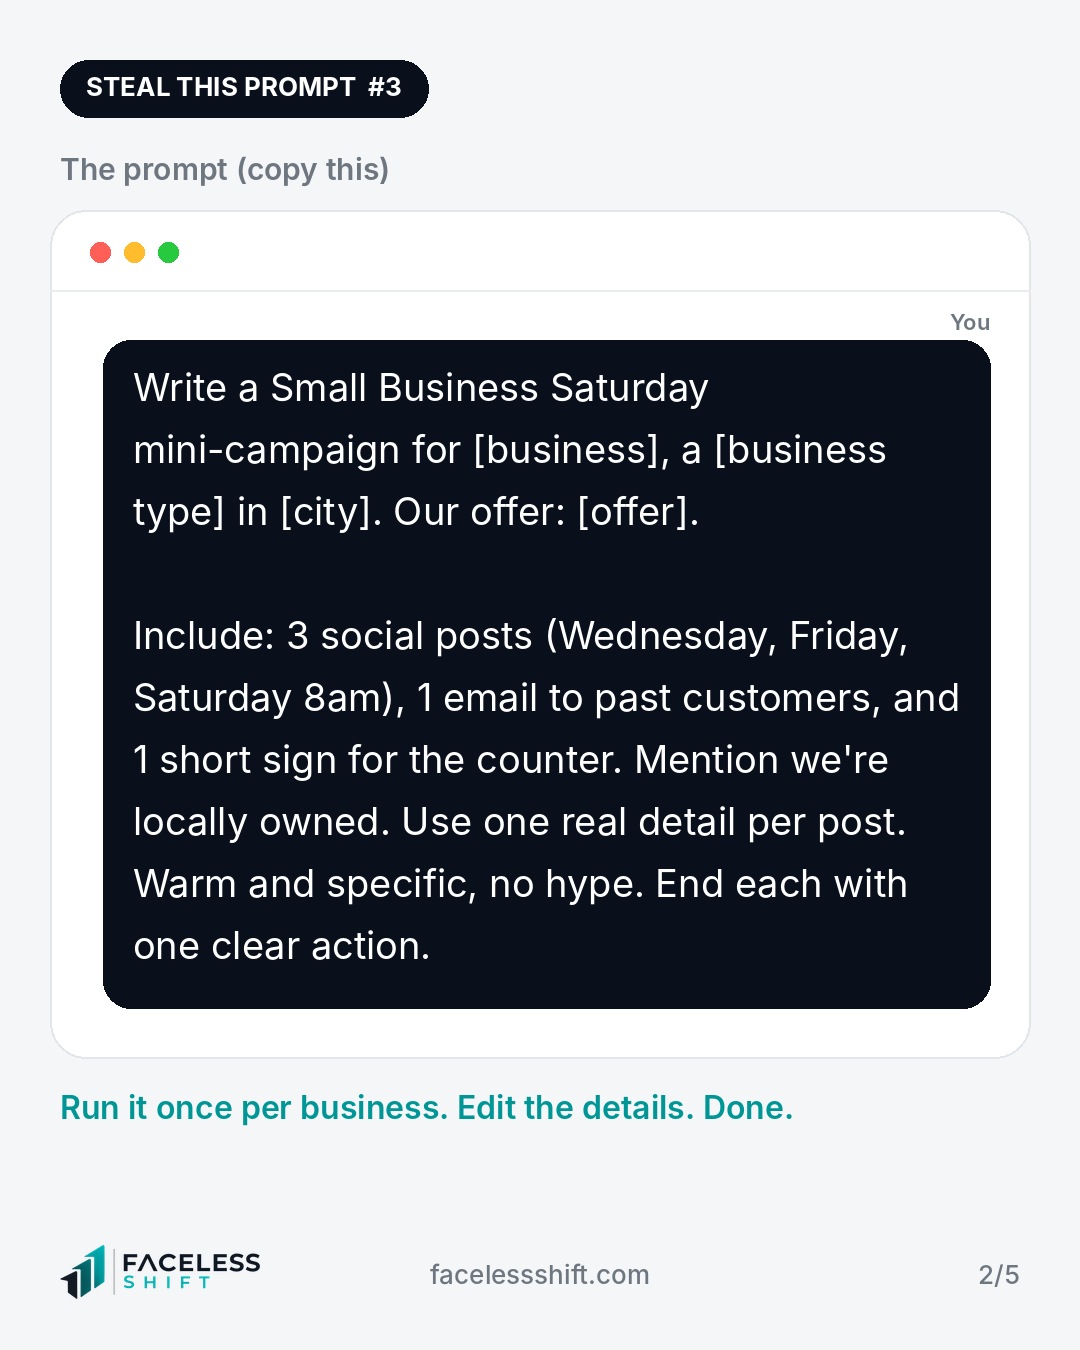 STEAL THIS PROMPT #3
The prompt (copy this)
You
Write a Small Business Saturday
mini-campaign for [business], a [business
type] in [city]. Our offer: [offer].
Include: 3 social posts (Wednesday, Friday,
Saturday 8am), 1 email to past customers, and
1 short sign for the counter. Mention we're
locally owned. Use one real detail per post.
Warm and specific, no hype. End each with
one clear action.
Run it once per business. Edit the details. Done.
FACELESS
SHIFT
facelessshift.com
2/5